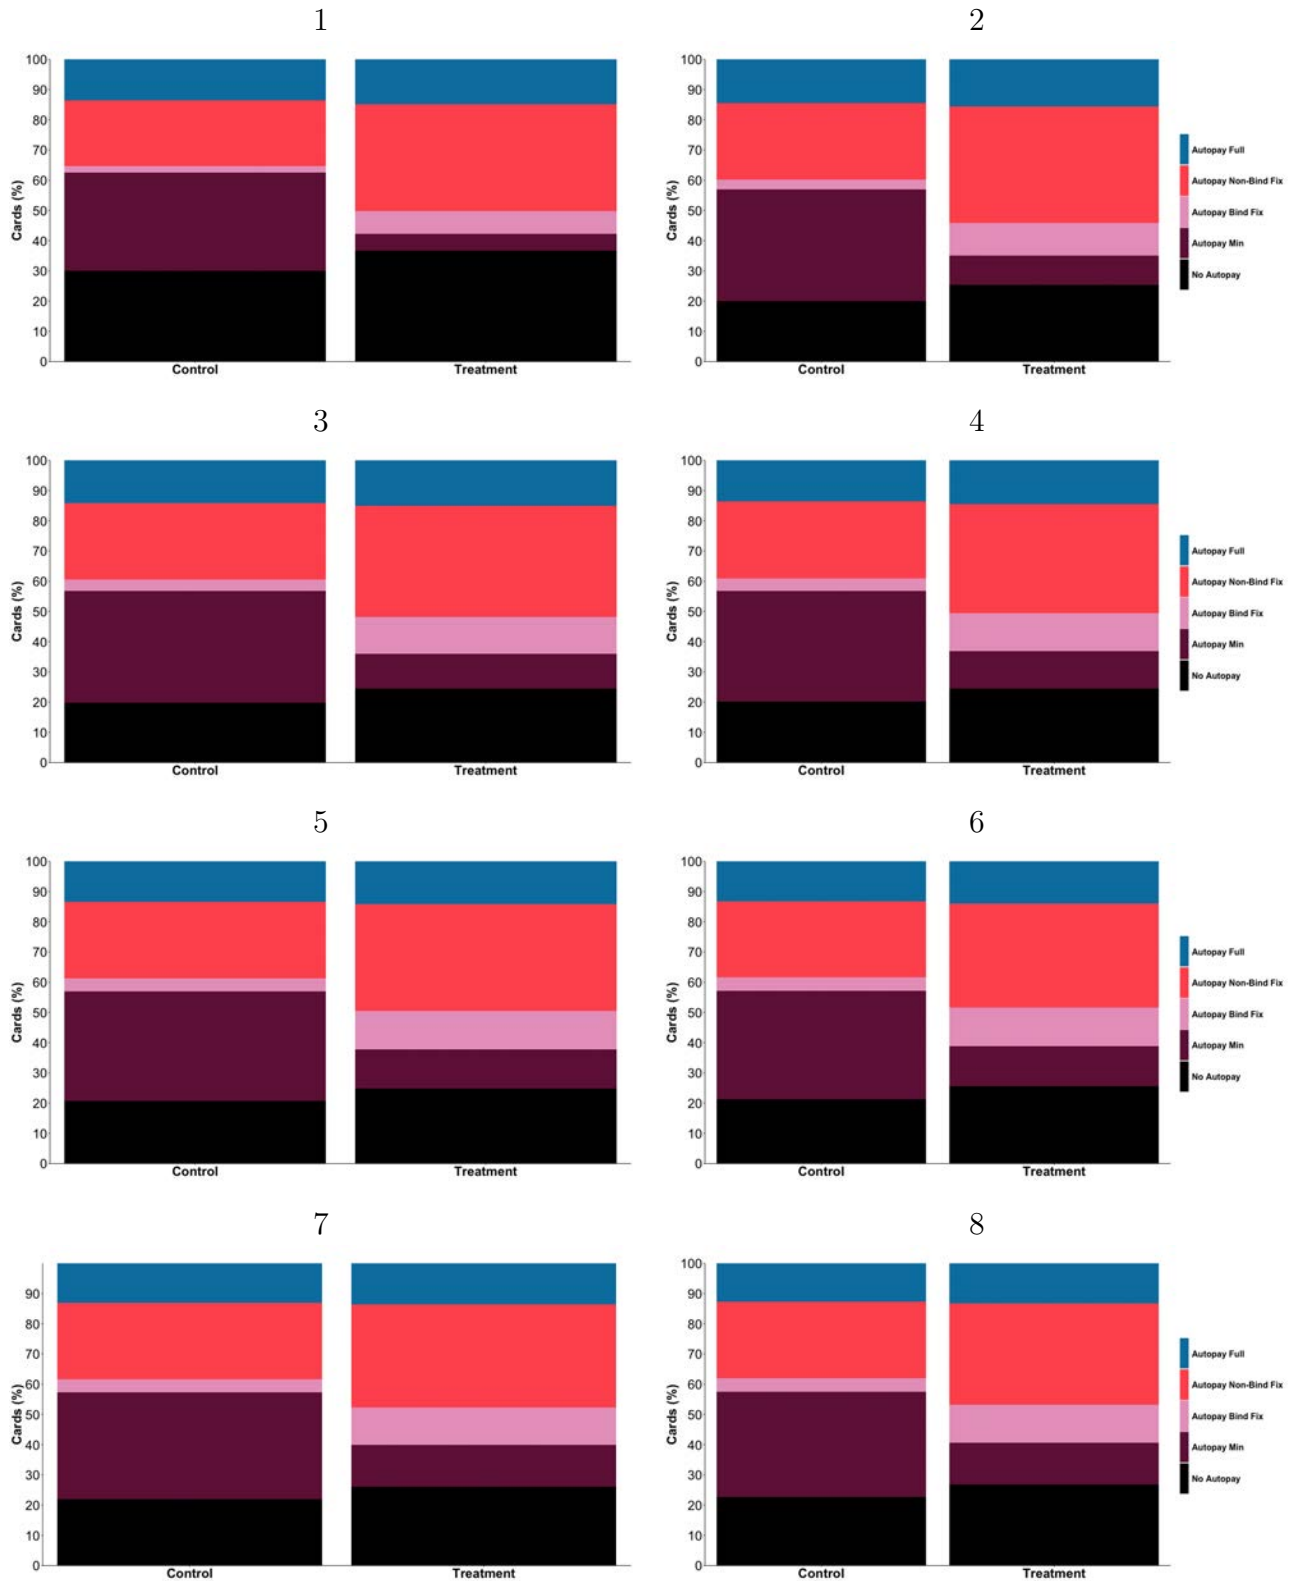 1
2
100
90
80
70
60
50
40
30
20
10
0
Cards (%)
Control
Treatment
100
90
80
70
60
50
40
30
20
10
0
Cards (%)
Control
Treatment
Autopay Full
Autopay Non-Bind Fix
Autopay Bind Fix
Autopay Min
No Autopay
3
4
100
90
80
70
60
50
40
30
20
10
0
Cards (%)
Control
Treatment
100
90
80
70
60
50
40
30
20
10
0
Cards (%)
Control
Treatment
Autopay Full
Autopay Non-Bind Fix
Autopay Bind Fix
Autopay Min
No Autopay
5
6
100
90
80
70
60
50
40
30
20
10
0
Cards (%)
Control
Treatment
100
90
80
70
60
50
40
30
20
10
0
Cards (%)
Control
Treatment
Autopay Full
Autopay Non-Bind Fix
Autopay Bind Fix
Autopay Min
No Autopay
7
8
90
80
70
60
50
40
30
20
10
0
Cards (%)
Control
Treatment
100
90
80
70
60
50
40
30
20
10
0
Cards (%)
Control
Treatment
Autopay Full
Autopay Non-Bind Fix
Autopay Bind Fix
Autopay Min
No Autopay